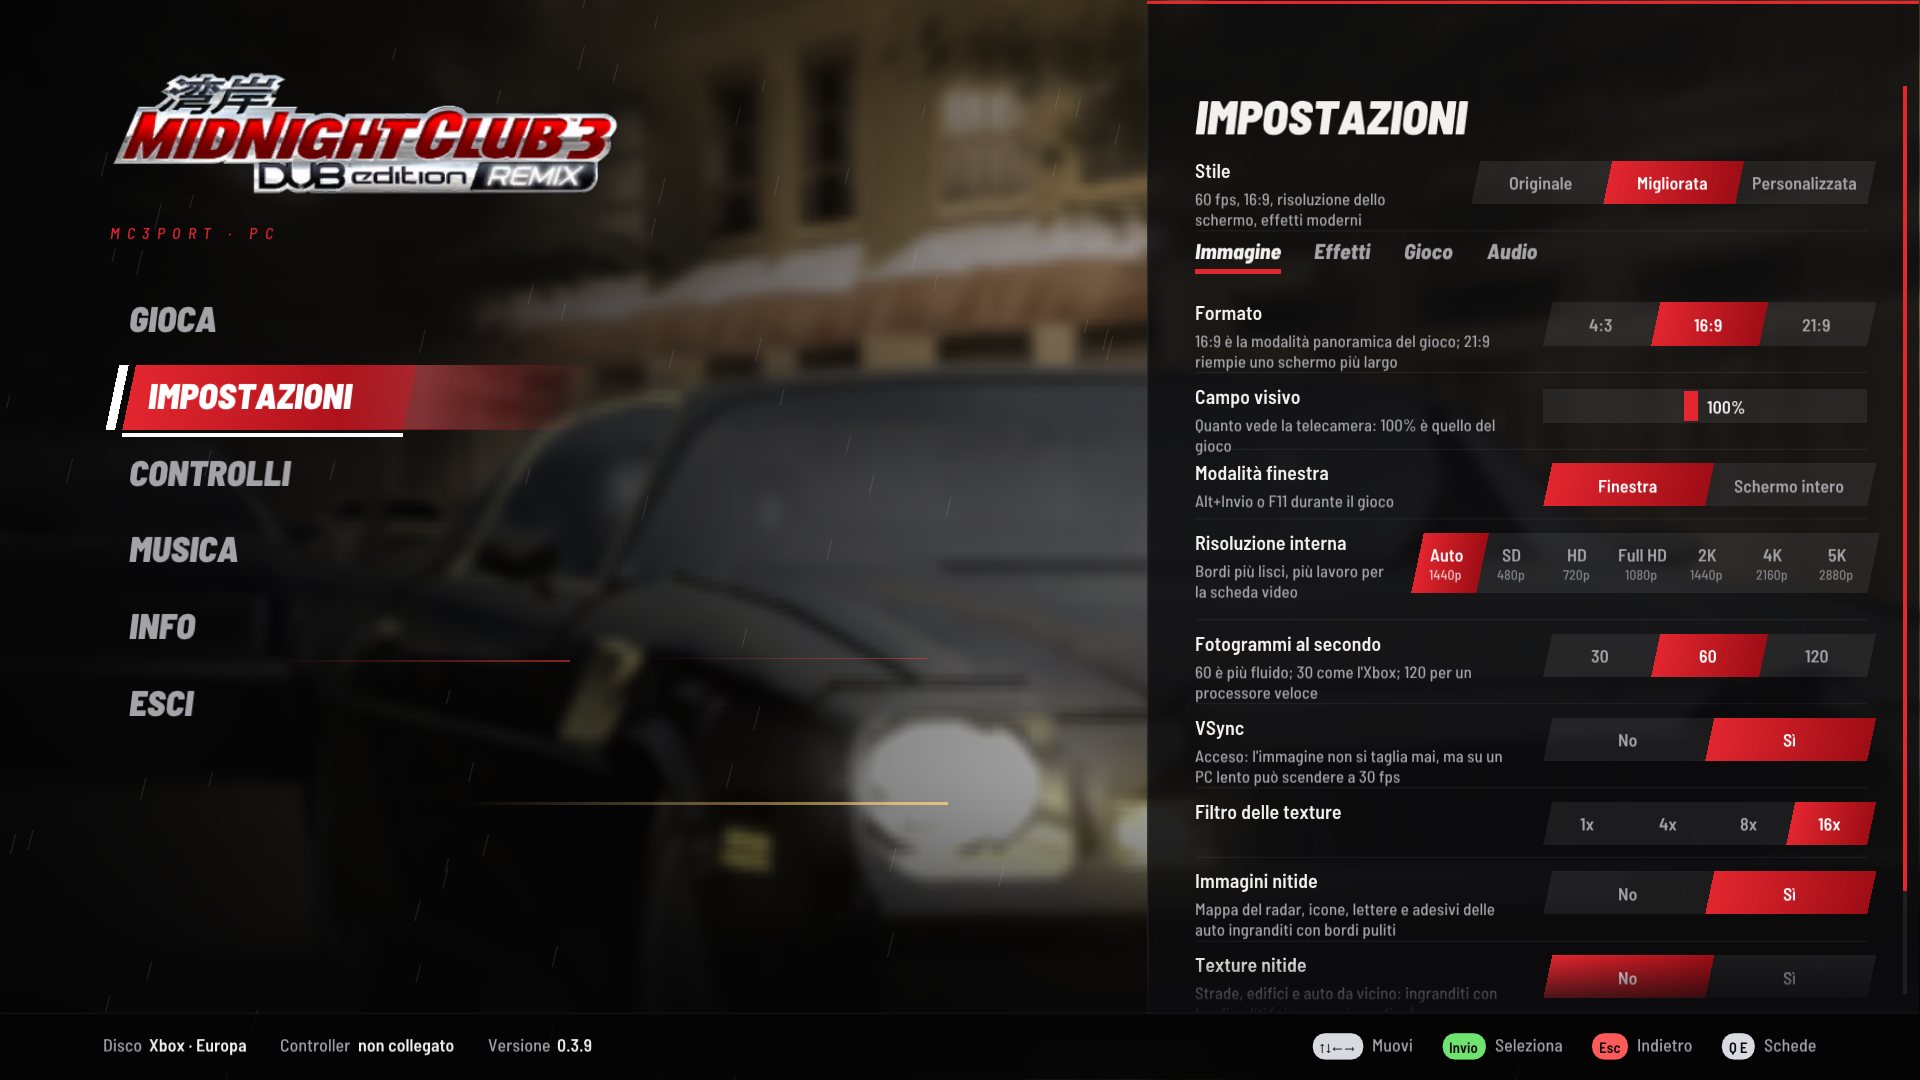 湾岸
MIDNIGHT CLUB 3
DUB edition REMIX
MC3PORT · PC
GIOCA
IMPOSTAZIONI
CONTROLLI
MUSICA
INFO
ESCI
IMPOSTAZIONI
Stile
60 fps, 16:9, risoluzione dello
schermo, effetti moderni
Originale Migliorata Personalizzata
Immagine Effetti Gioco Audio
Formato
16:9 è la modalità panoramica del gioco; 21:9
riempie uno schermo più largo
4:3 16:9 21:9
Campo visivo
Quanto vede la telecamera: 100% è quello del
gioco
100%
Modalità finestra
Alt+Invio o F11 durante il gioco
Finestra Schermo intero
Risoluzione interna
Bordi più lisci, più lavoro per
la scheda video
Auto SD HD Full HD 2K 4K 5K
1440p 480p 720p 1080p 1440p 2160p 2880p
Fotogrammi al secondo
60 è più fluido; 30 come l'Xbox; 120 per un
processore veloce
30 60 120
VSync
Acceso: l'immagine non si taglia mai, ma su un
PC lento può scendere a 30 fps
No Sì
Filtro delle texture
1x 4x 8x 16x
Immagini nitide
Mappa del radar, icone, lettere e adesivi delle
auto ingranditi con bordi puliti
No Sì
Texture nitide
Strade, edifici e auto da vicino: ingranditi con
No Sì
Disco Xbox · Europa Controller non collegato Versione 0.3.9
↑↓←→ Muovi Invio Seleziona Esc Indietro Q E Schede